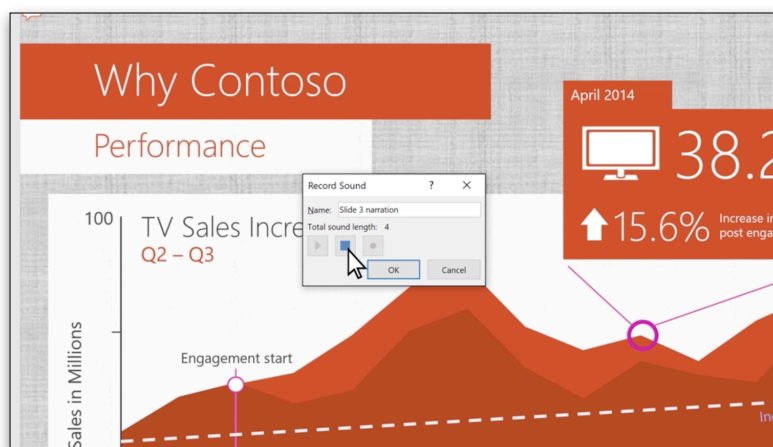 Why Contoso
Performance
April 2014
38.2
15.6%
Increase in
post enga
Record Sound
?
Name: Slide 3 narration
Total sound length: 4
OK Cancel
100
TV Sales Incre
Q2 – Q3
Engagement start
Sales in Millions
In